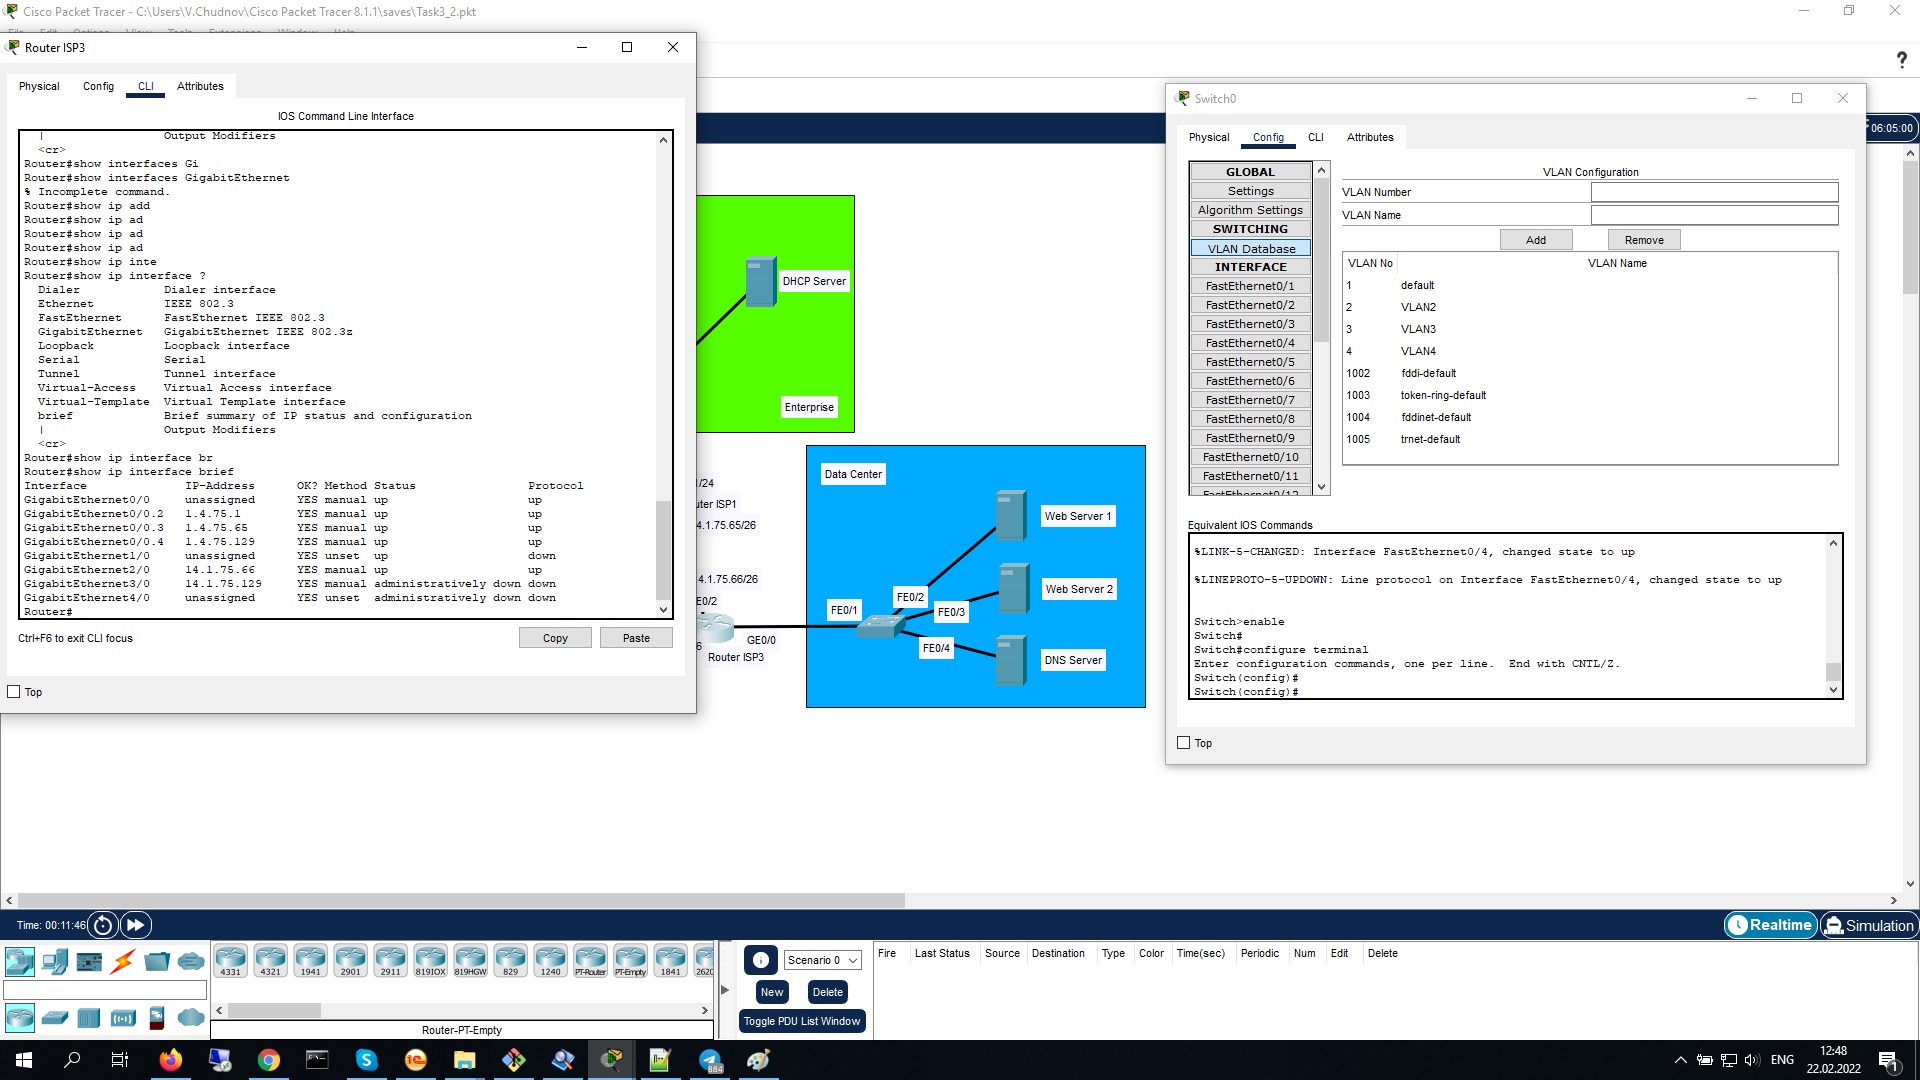 Cisco Packet Tracer - C:\Users\V.Chudnov\Cisco Packet Tracer 8.1.1\saves\Task3_2.pkt
Router ISP3
Physical Config CLI Attributes
IOS Command Line Interface
| Output Modifiers
<cr>
Router#show interfaces Gi
Router#show interfaces GigabitEthernet
% Incomplete command.
Router#show ip add
Router#show ip ad
Router#show ip ad
Router#show ip ad
Router#show ip inte
Router#show ip interface ?
Dialer Dialer interface
Ethernet IEEE 802.3
FastEthernet FastEthernet IEEE 802.3
GigabitEthernet GigabitEthernet IEEE 802.3z
Loopback Loopback interface
Serial Serial
Tunnel Tunnel interface
Virtual-Access Virtual Access interface
Virtual-Template Virtual Template interface
brief Brief summary of IP status and configuration
| Output Modifiers
<cr>
Router#show ip interface br
Router#show ip interface brief
Interface IP-Address OK? Method Status Protocol
GigabitEthernet0/0 unassigned YES manual up up
GigabitEthernet0/0.2 1.4.75.1 YES manual up up
GigabitEthernet0/0.3 1.4.75.65 YES manual up up
GigabitEthernet0/0.4 1.4.75.129 YES manual up up
GigabitEthernet1/0 unassigned YES unset up down
GigabitEthernet2/0 14.1.75.66 YES manual up up
GigabitEthernet3/0 14.1.75.129 YES manual administratively down down
GigabitEthernet4/0 unassigned YES unset administratively down down
Router#
Ctrl+F6 to exit CLI focus
Copy Paste
Top
DHCP Server
Enterprise
/24
uter ISP1
4.1.75.65/26
4.1.75.66/26
E0/2
6
GE0/0
Router ISP3
Data Center
Web Server 1
Web Server 2
DNS Server
FE0/1
FE0/2
FE0/3
FE0/4
?
06:05:00
Switch0
Physical Config CLI Attributes
GLOBAL
Settings
Algorithm Settings
SWITCHING
VLAN Database
INTERFACE
FastEthernet0/1
FastEthernet0/2
FastEthernet0/3
FastEthernet0/4
FastEthernet0/5
FastEthernet0/6
FastEthernet0/7
FastEthernet0/8
FastEthernet0/9
FastEthernet0/10
FastEthernet0/11
FastEthernet0/12
VLAN Configuration
VLAN Number
VLAN Name
Add Remove
VLAN No VLAN Name
1 default
2 VLAN2
3 VLAN3
4 VLAN4
1002 fddi-default
1003 token-ring-default
1004 fddinet-default
1005 trnet-default
Equivalent IOS Commands
%LINK-5-CHANGED: Interface FastEthernet0/4, changed state to up
%LINEPROTO-5-UPDOWN: Line protocol on Interface FastEthernet0/4, changed state to up
Switch>enable
Switch#
Switch#configure terminal
Enter configuration commands, one per line. End with CNTL/Z.
Switch(config)#
Switch(config)#
Top
Time: 00:11:46
Realtime Simulation
4331 4321 1941 2901 2911 819IOX 819HGW 829 1240 PT-Router PT-Empty 1841 2620
Router-PT-Empty
Scenario 0
New Delete
Toggle PDU List Window
Fire Last Status Source Destination Type Color Time(sec) Periodic Num Edit Delete
884
ENG
12:48
22.02.2022
1